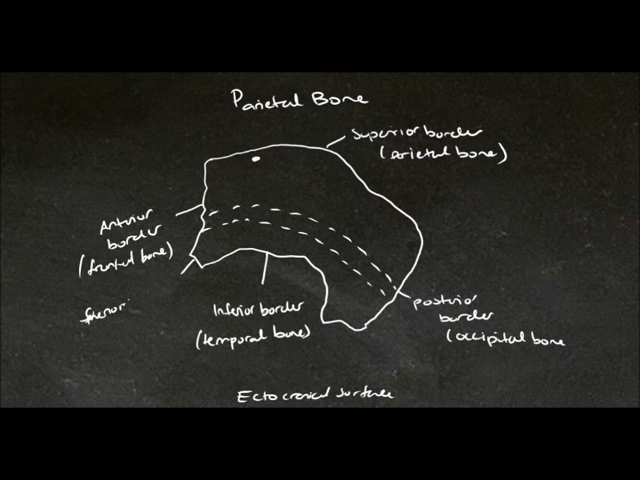 Parietal Bone
Superior border
(arietal bone)
Anterior
border
(frontal bone)
Inferior border
(temporal bone)
posterior
border
(occipital bone
Ectocranial surface